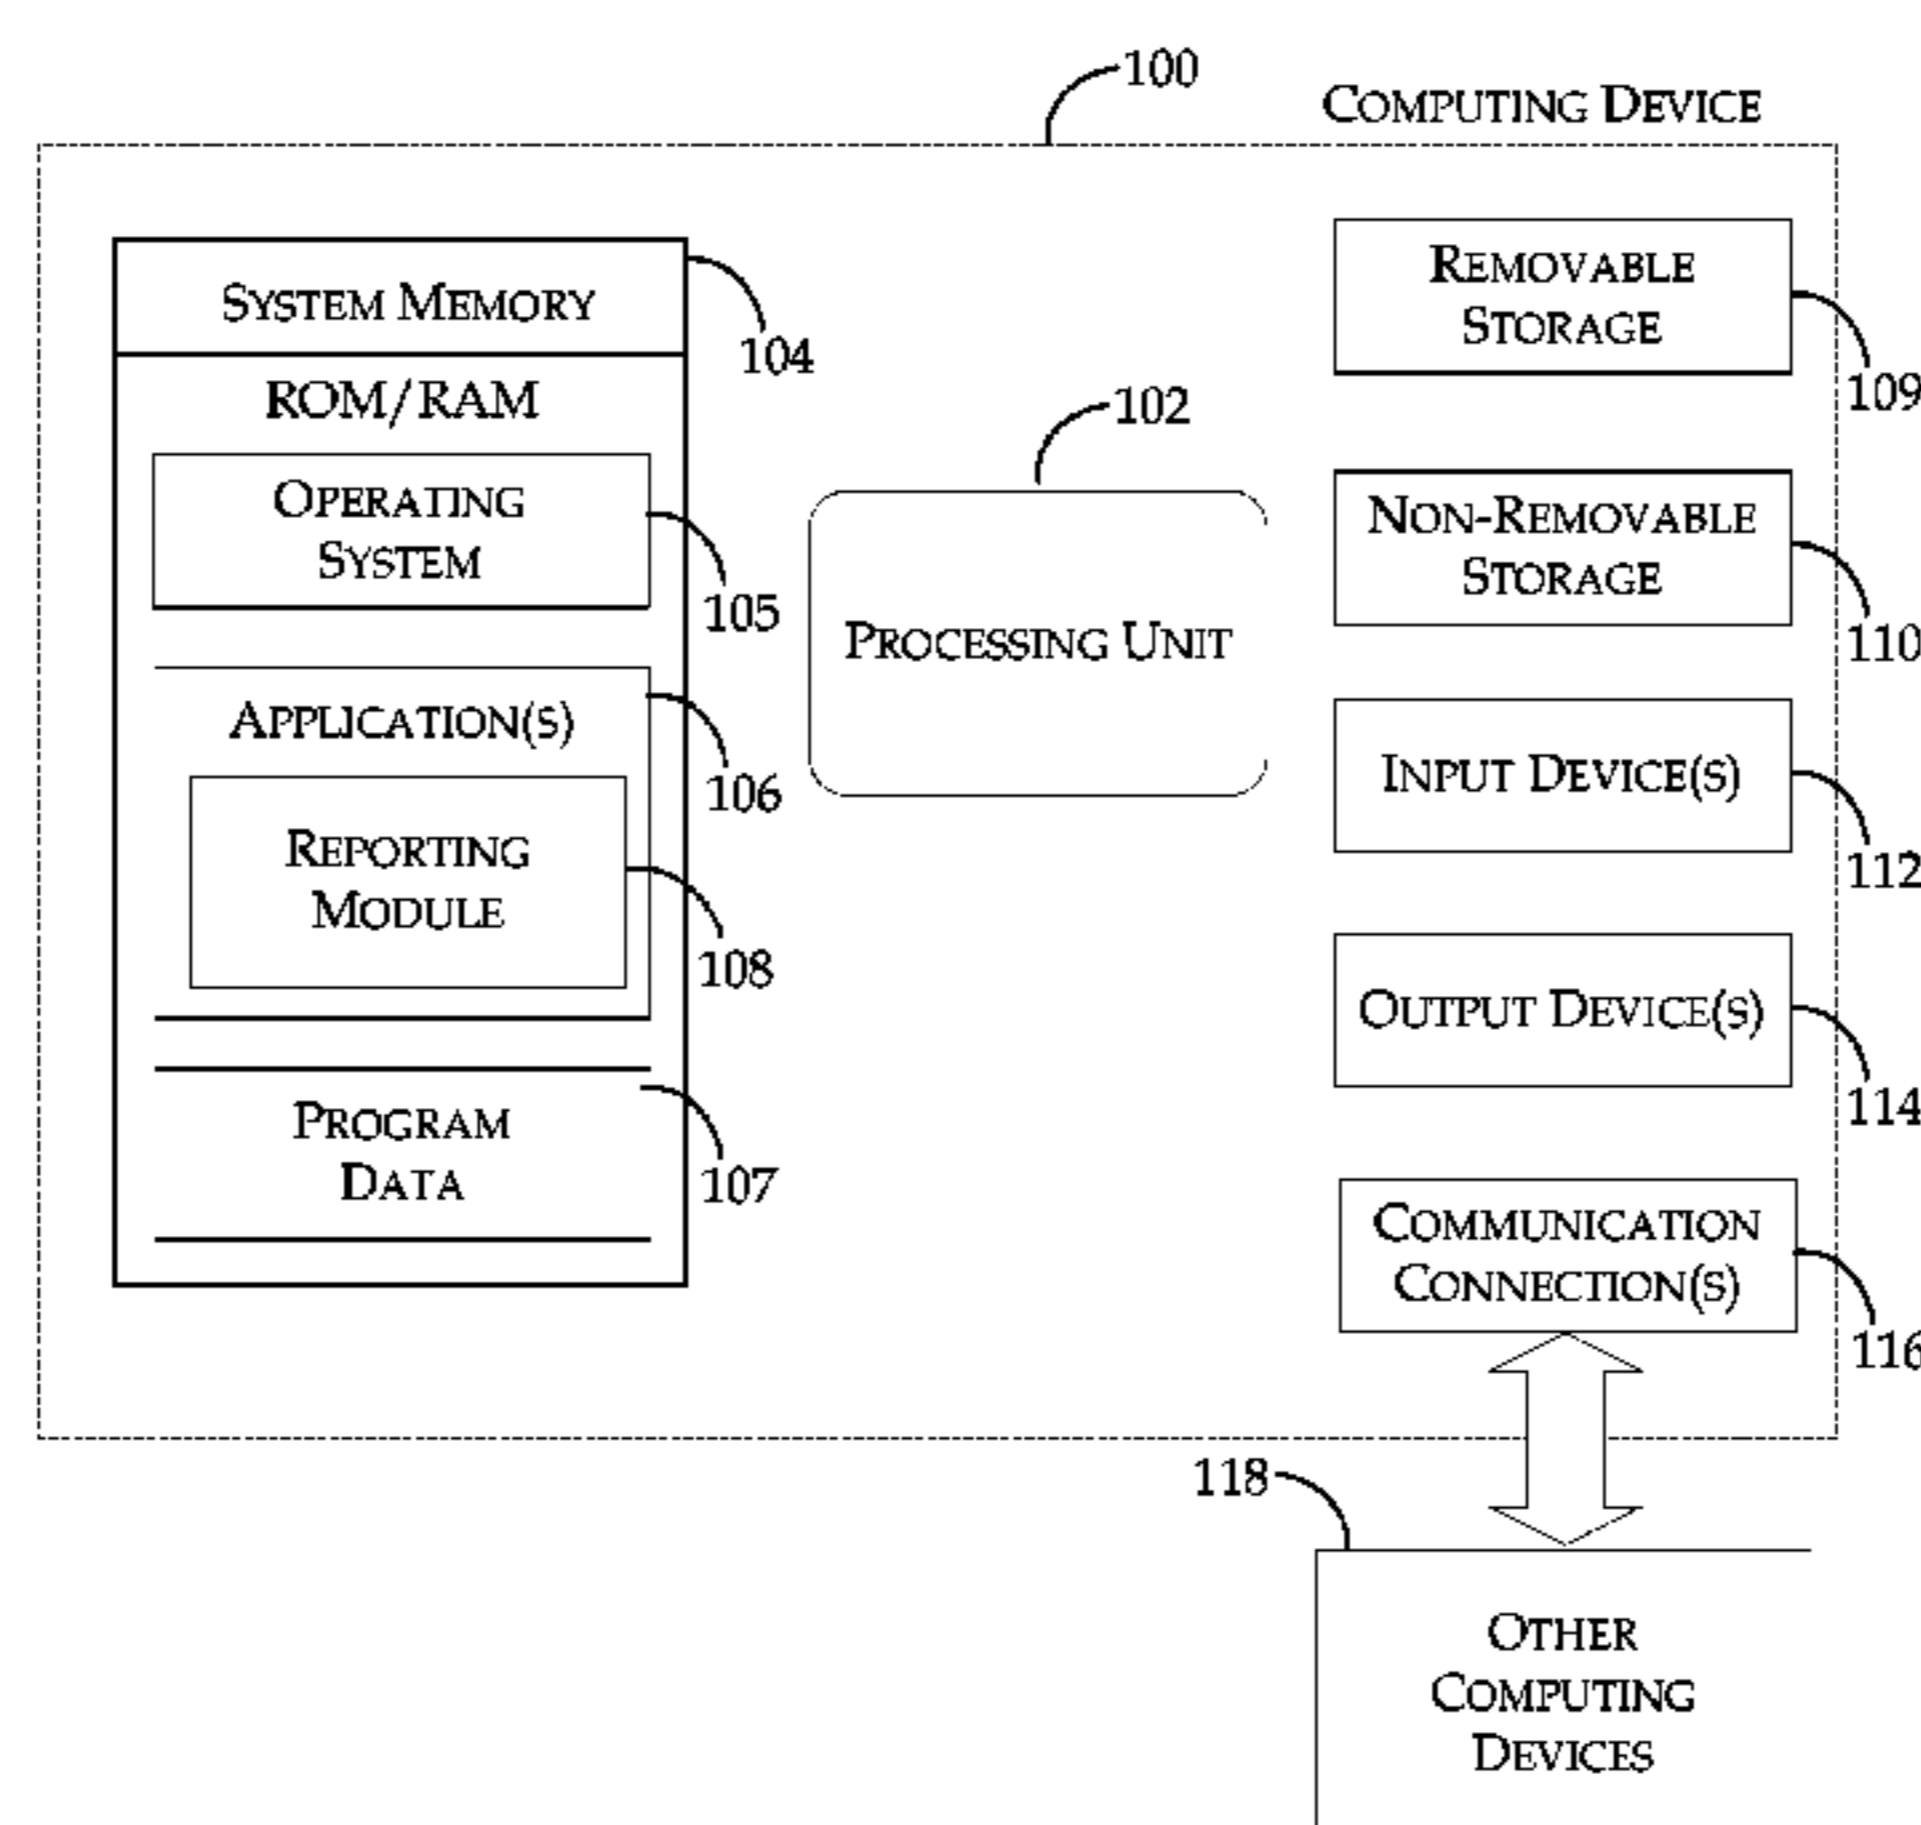 100
COMPUTING DEVICE
SYSTEM MEMORY
104
ROM/RAM
OPERATING
SYSTEM
105
APPLICATION(S)
106
REPORTING
MODULE
108
PROGRAM
DATA
107
102
PROCESSING UNIT
REMOVABLE
STORAGE
109
NON-REMOVABLE
STORAGE
110
INPUT DEVICE(S)
112
OUTPUT DEVICE(S)
114
COMMUNICATION
CONNECTION(S)
116
118
OTHER
COMPUTING
DEVICES